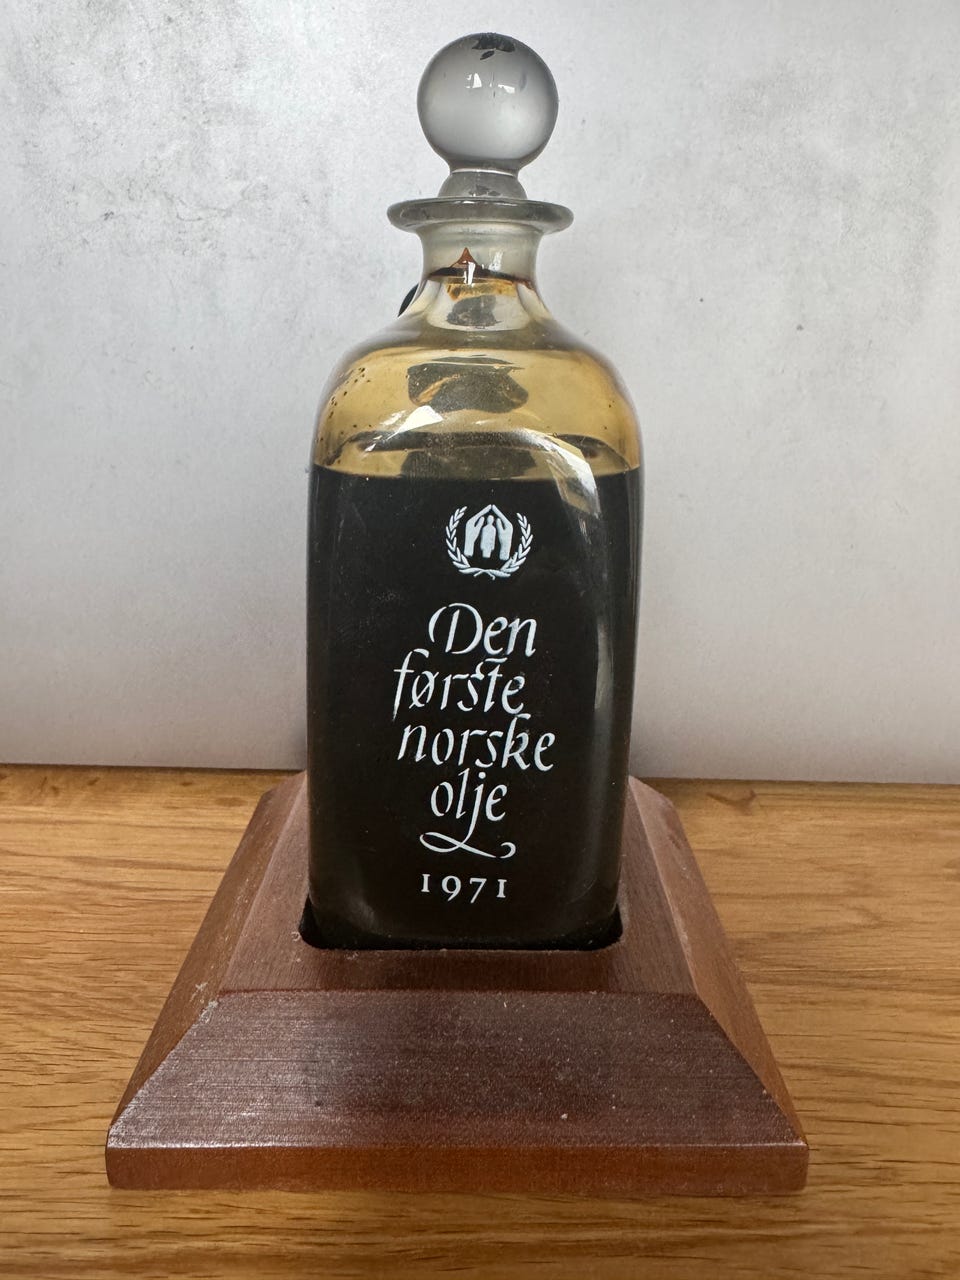 Den
første
norske
olje
1971